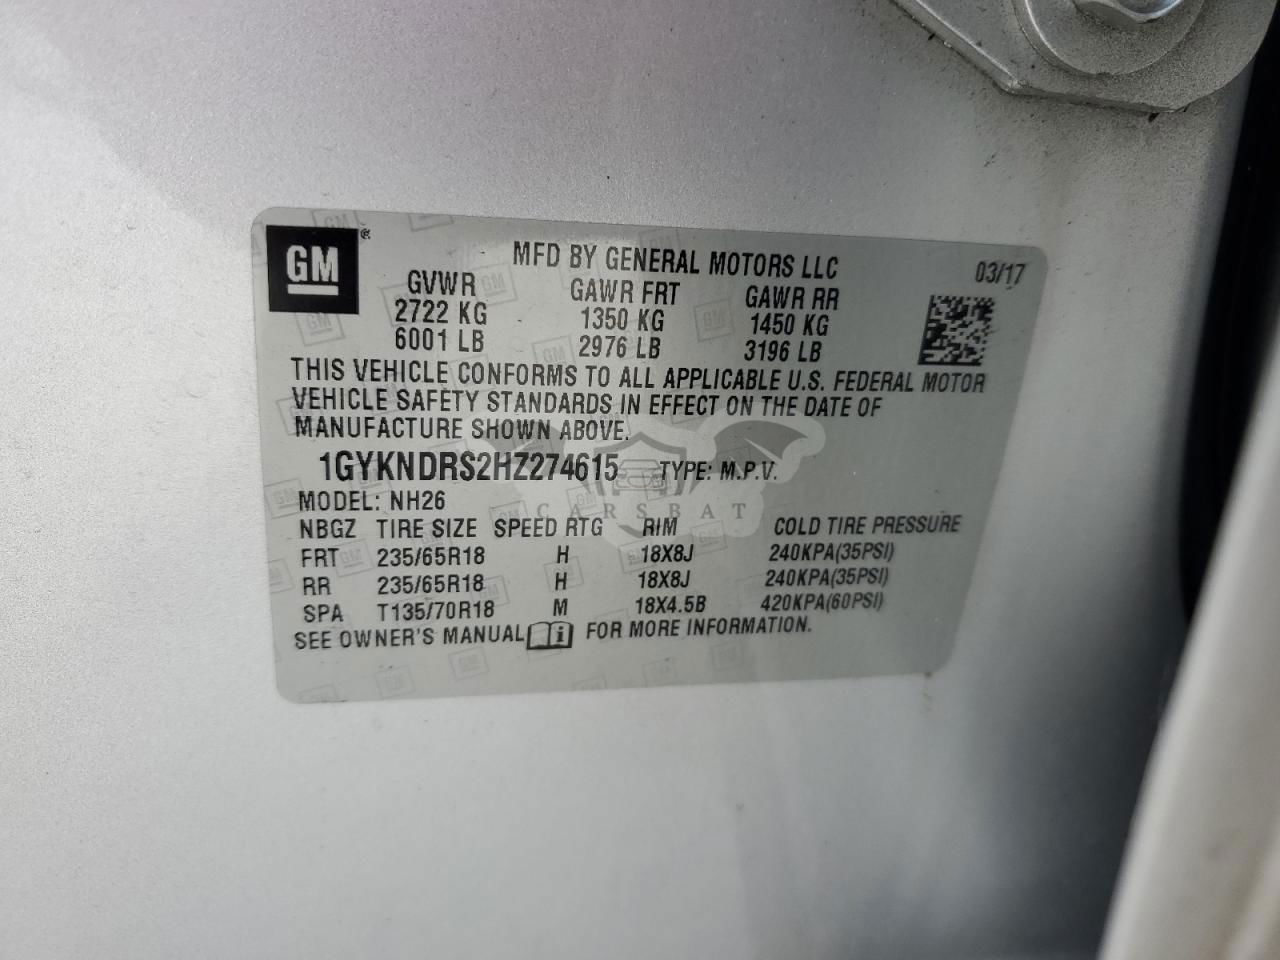 GM
MFD BY GENERAL MOTORS LLC 03/17
GVWR GAWR FRT GAWR RR
2722 KG 1350 KG 1450 KG
6001 LB 2976 LB 3196 LB
THIS VEHICLE CONFORMS TO ALL APPLICABLE U.S. FEDERAL MOTOR
VEHICLE SAFETY STANDARDS IN EFFECT ON THE DATE OF
MANUFACTURE SHOWN ABOVE.
1GYKNDRS2HZ274615 TYPE: M.P.V.
CARSBAT
MODEL: NH26
NBGZ TIRE SIZE SPEED RTG RIM COLD TIRE PRESSURE
FRT 235/65R18 H 18X8J 240KPA(35PSI)
RR 235/65R18 H 18X8J 240KPA(35PSI)
SPA T135/70R18 M 18X4.5B 420KPA(60PSI)
SEE OWNER'S MANUAL i FOR MORE INFORMATION.